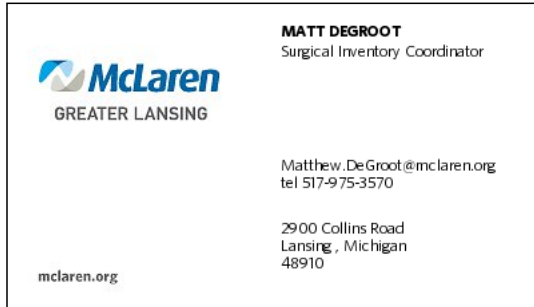 MATT DEGROOT
Surgical Inventory Coordinator
McLaren
GREATER LANSING
Matthew.DeGroot@mclaren.org
tel 517-975-3570
2900 Collins Road
Lansing , Michigan
48910
mclaren.org